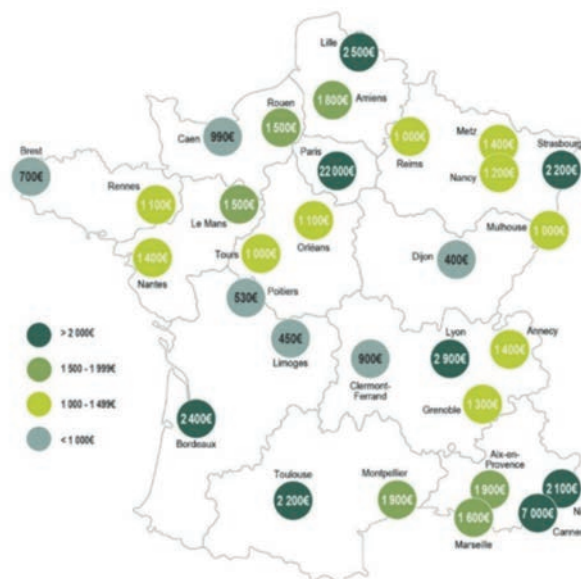 Lille
2 500€
1 800€
Amiens
Rouen
1 500€
Caen
990€
1 000€
Reims
Metz
1 400€
Strasbourg
Paris
22 000€
Nancy
1 200€
2 200€
Brest
700€
Rennes
1 100€
1 500€
Le Mans
1 100€
Orléans
Mulhouse
1 000€
1 400€
Nantes
Tours
1 000€
Dijon
400€
530€
Poitiers
450€
Limoges
900€
Clermont-
Ferrand
Lyon
2 900€
Annecy
1 400€
Grenoble
1 300€
> 2 000€
1 500 - 1 999€
1 000 - 1 499€
< 1 000€
2 400€
Bordeaux
Toulouse
2 200€
Montpellier
1 900€
Aix-en-
Provence
1 900€
2 100€
1 600€
Marseille
7 000€